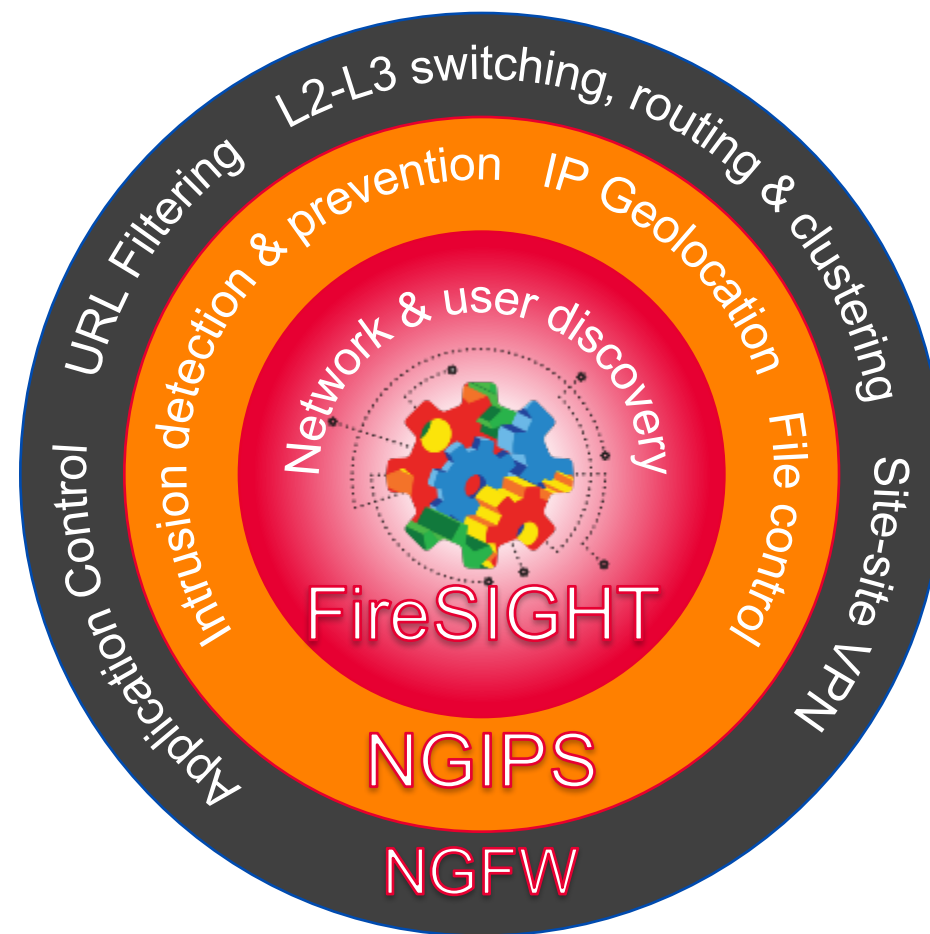 Application Control
URL Filtering
L2-L3 switching, routing & clustering
Site-site VPN
Intrusion detection & prevention
IP Geolocation
File control
Network & user discovery
FireSIGHT
NGIPS
NGFW